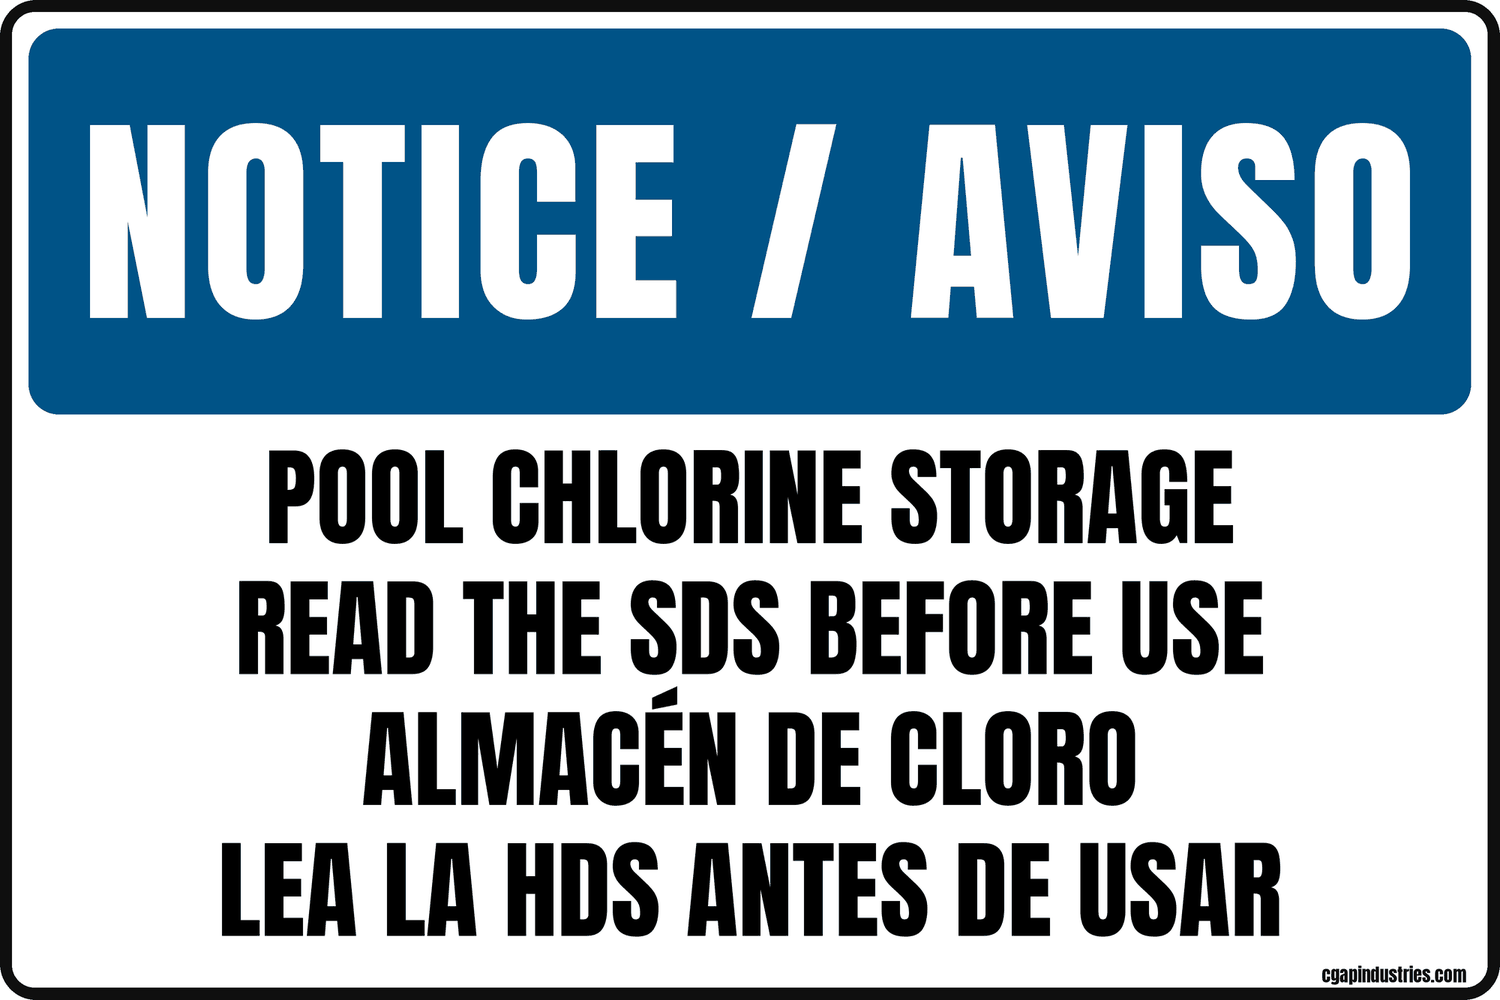 NOTICE / AVISO
POOL CHLORINE STORAGE
READ THE SDS BEFORE USE
ALMACÉN DE CLORO
LEA LA HDS ANTES DE USAR
cgapindustries.com